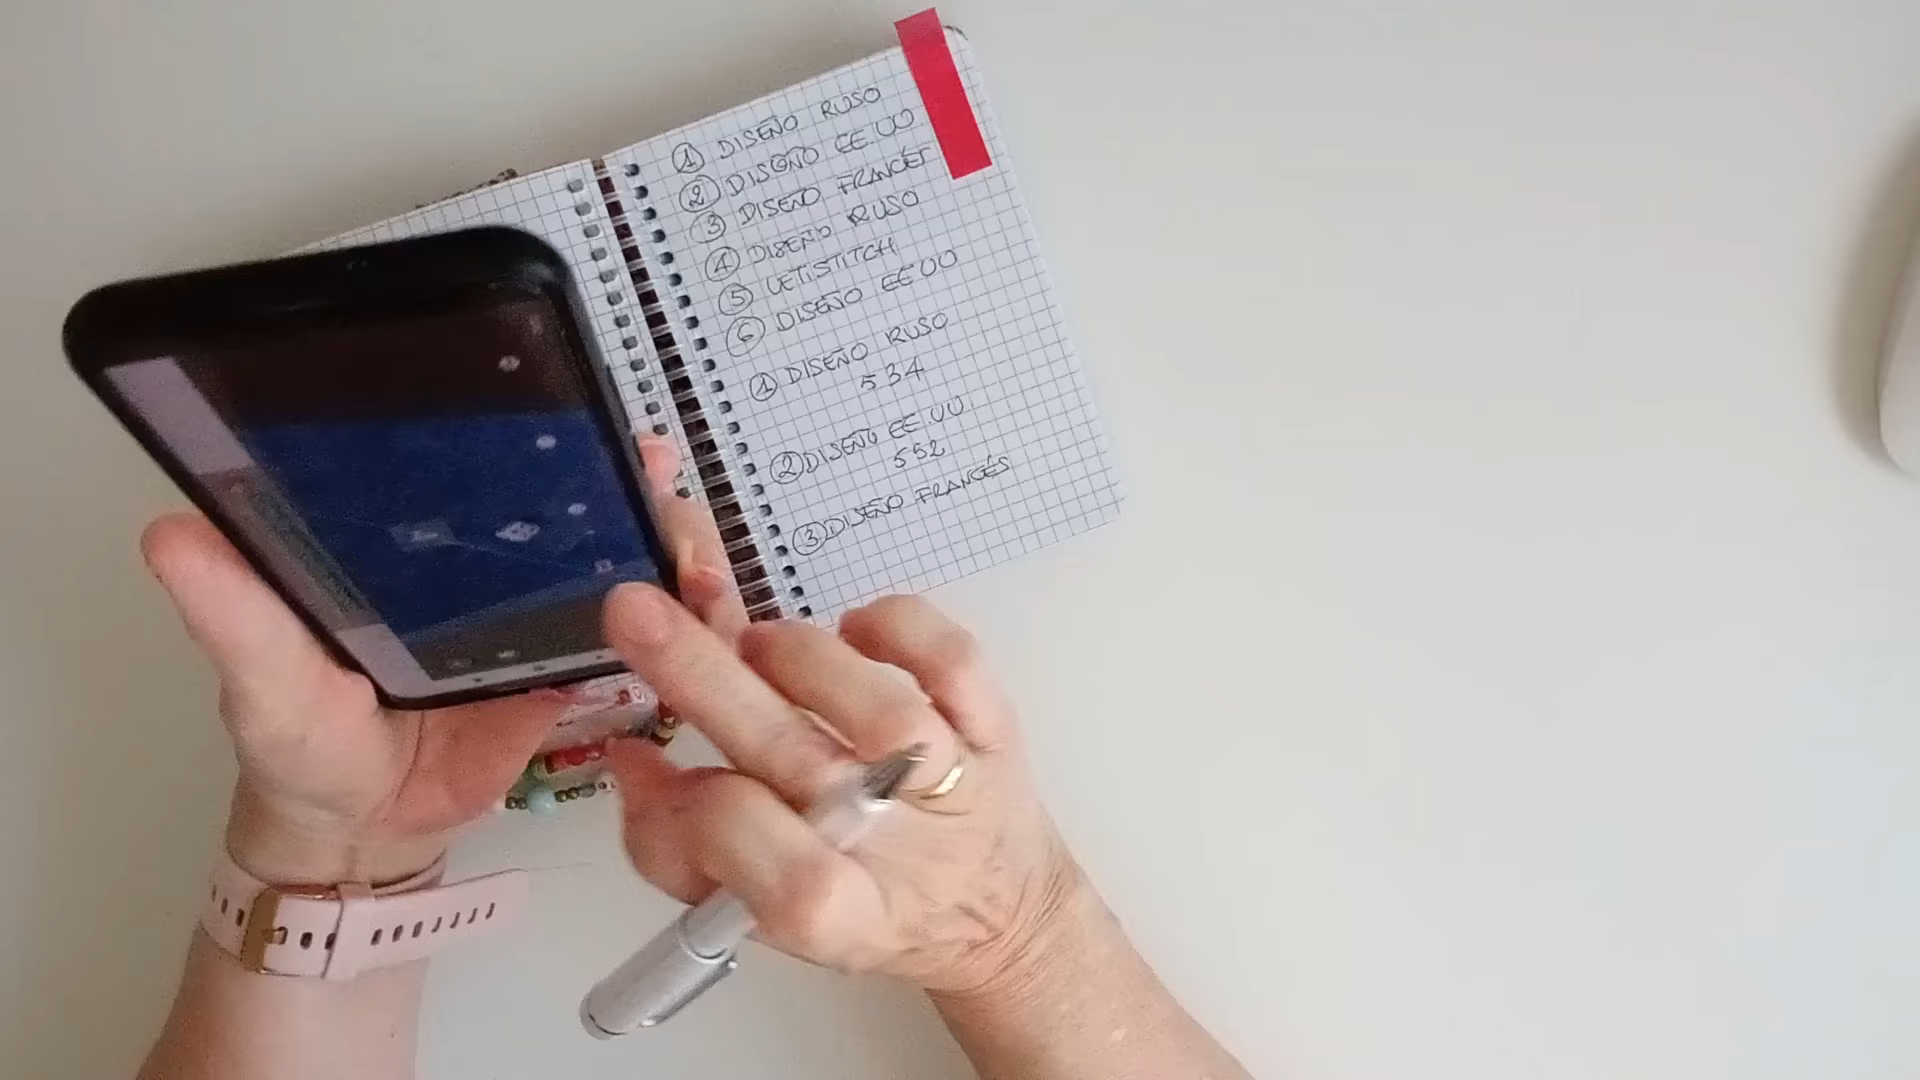 ① DISEÑO RUSO
② DISEÑO EE.UU.
③ DISEÑO FRANCÉS
④ DISEÑO RUSO
⑤ LETISTITCH
⑥ DISEÑO EE UU
① DISEÑO RUSO
534
② DISEÑO EE.UU
552
③ DISEÑO FRANCÉS